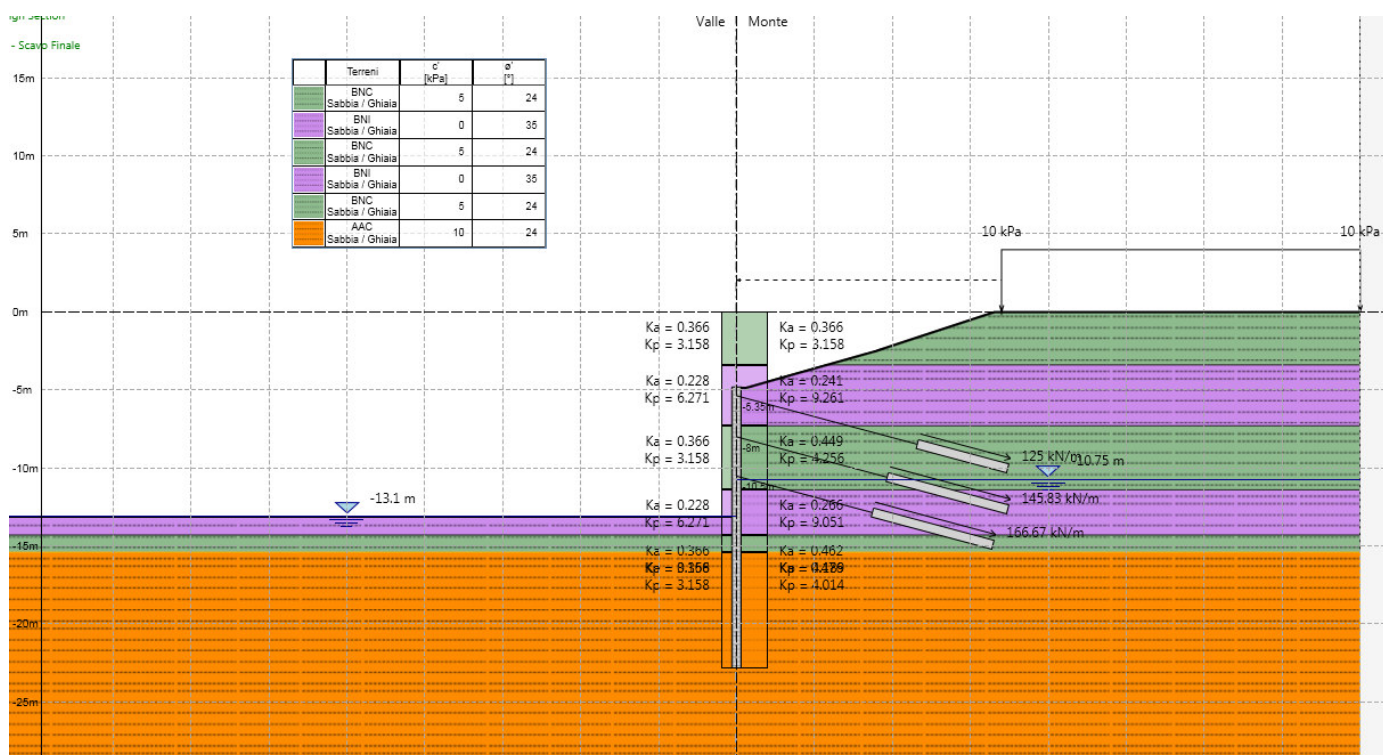 ign Section
- Scavo Finale
Valle
Monte
15m
10m
5m
0m
-5m
-10m
-15m
-20m
-25m
Terreni c' [kPa] ø' [°]
BNC
Sabbia / Ghiaia 5 24
BNI
Sabbia / Ghiaia 0 35
BNC
Sabbia / Ghiaia 5 24
BNI
Sabbia / Ghiaia 0 35
BNC
Sabbia / Ghiaia 5 24
AAC
Sabbia / Ghiaia 10 24
10 kPa
10 kPa
Ka = 0.366
Kp = 3.158
Ka = 0.366
Kp = 3.158
Ka = 0.228
Kp = 6.271
Ka = 0.241
Kp = 9.261
-5.35m
Ka = 0.366
Kp = 3.158
Ka = 0.449
Kp = 4.256
-8m
125 kN/m
-10.75 m
-10.5m
145.83 kN/m
-13.1 m
Ka = 0.228
Kp = 6.271
Ka = 0.266
Kp = 9.051
166.67 kN/m
Ka = 0.366
Kp = 3.158
Ka = 0.462
Kp = 4.014